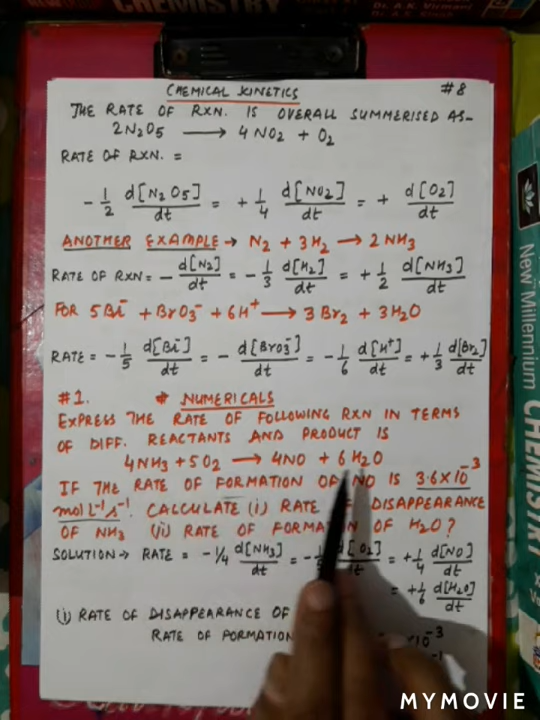 CHEMISTRY
Dr. A.K. Virmani
CHEMICAL KINETICS #8
THE RATE OF RXN. IS OVERALL SUMMERISED AS-
2N₂O₅ ⟶ 4NO₂ + O₂
RATE OF RXN. =
-1/2 d[N₂O₅]/dt = +1/4 d[NO₂]/dt = + d[O₂]/dt
ANOTHER EXAMPLE → N₂ + 3H₂ → 2NH₃
RATE OF RXN = - d[N₂]/dt = -1/3 d[H₂]/dt = +1/2 d[NH₃]/dt
FOR 5Br⁻ + BrO₃⁻ + 6H⁺ ⟶ 3Br₂ + 3H₂O
RATE = -1/5 d[Br⁻]/dt = - d[BrO₃⁻]/dt = -1/6 d[H⁺]/dt = +1/3 d[Br₂]/dt
#1. # NUMERICALS
EXPRESS THE RATE OF FOLLOWING RXN IN TERMS
OF DIFF. REACTANTS AND PRODUCT IS
4NH₃ + 5O₂ ⟶ 4NO + 6H₂O
IF THE RATE OF FORMATION OF NO IS 3.6×10⁻³
mol L⁻¹ s⁻¹. CALCULATE (i) RATE OF DISAPPEARANCE
OF NH₃ (ii) RATE OF FORMATION OF H₂O?
SOLUTION → RATE = -1/4 d[NH₃]/dt = - d[O₂]/dt = +1/4 d[NO]/dt
= +1/6 d[H₂O]/dt
(i) RATE OF DISAPPEARANCE OF
RATE OF FORMATION ×10⁻³
New Millennium
MYMOVIE